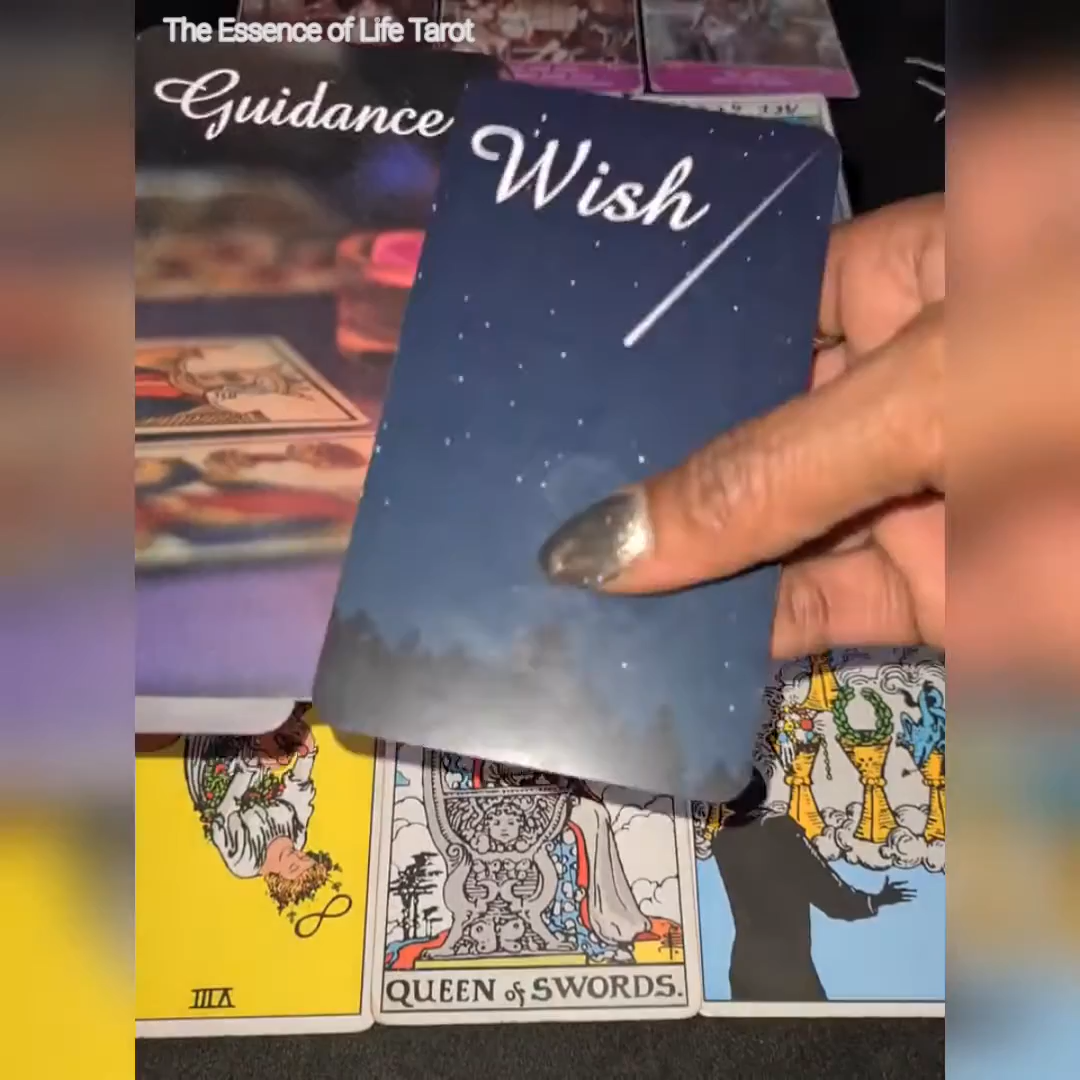 The Essence of Life Tarot
Guidance
Wish
VIII
QUEEN of SWORDS.